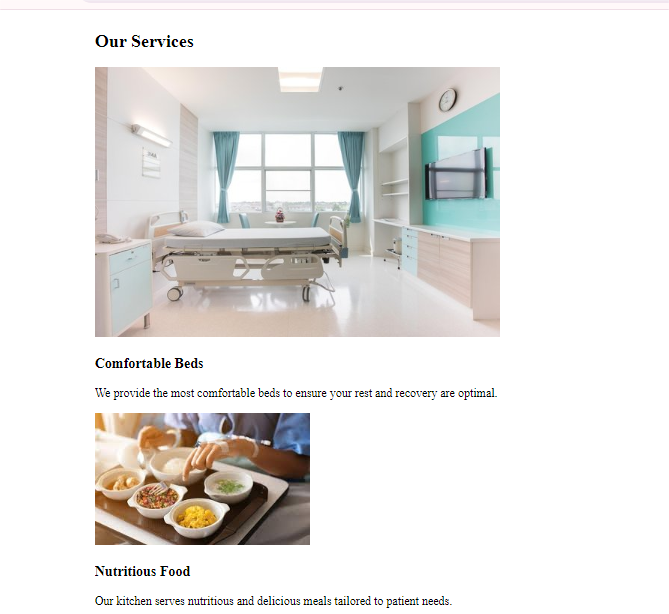 Our Services
Comfortable Beds
We provide the most comfortable beds to ensure your rest and recovery are optimal.
Nutritious Food
Our kitchen serves nutritious and delicious meals tailored to patient needs.